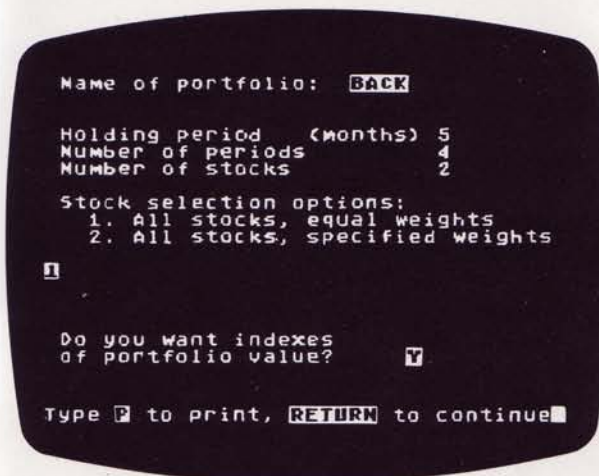 Name of portfolio: BACK
Holding period (months) 5
Number of periods 4
Number of stocks 2
Stock selection options:
1. All stocks, equal weights
2. All stocks, specified weights
1
Do you want indexes
of portfolio value? Y
Type P to print, RETURN to continue